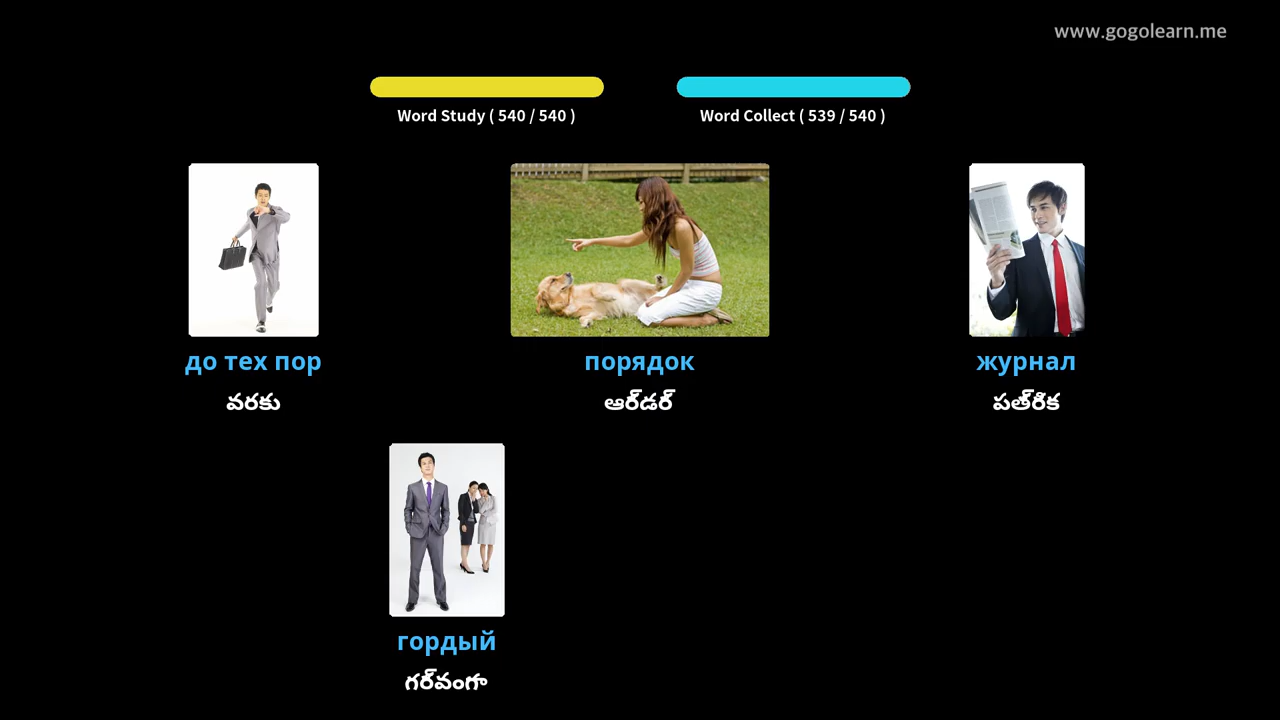 www.gogolearn.me
Word Study ( 540 / 540 )
Word Collect ( 539 / 540 )
до тех пор
порядок
журнал
వరకు
ఆర్‌డర్
పత్‌రిక
гордый
గర్‌వంగా